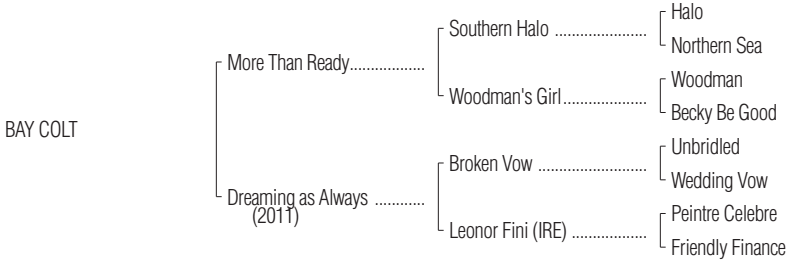 Halo
Southern Halo ......................
Northern Sea
More Than Ready..................
Woodman
Woodman's Girl....................
Becky Be Good
BAY COLT
Unbridled
Broken Vow ..........................
Wedding Vow
Dreaming as Always ............
(2011)
Peintre Celebre
Leonor Fini (IRE) ..................
Friendly Finance